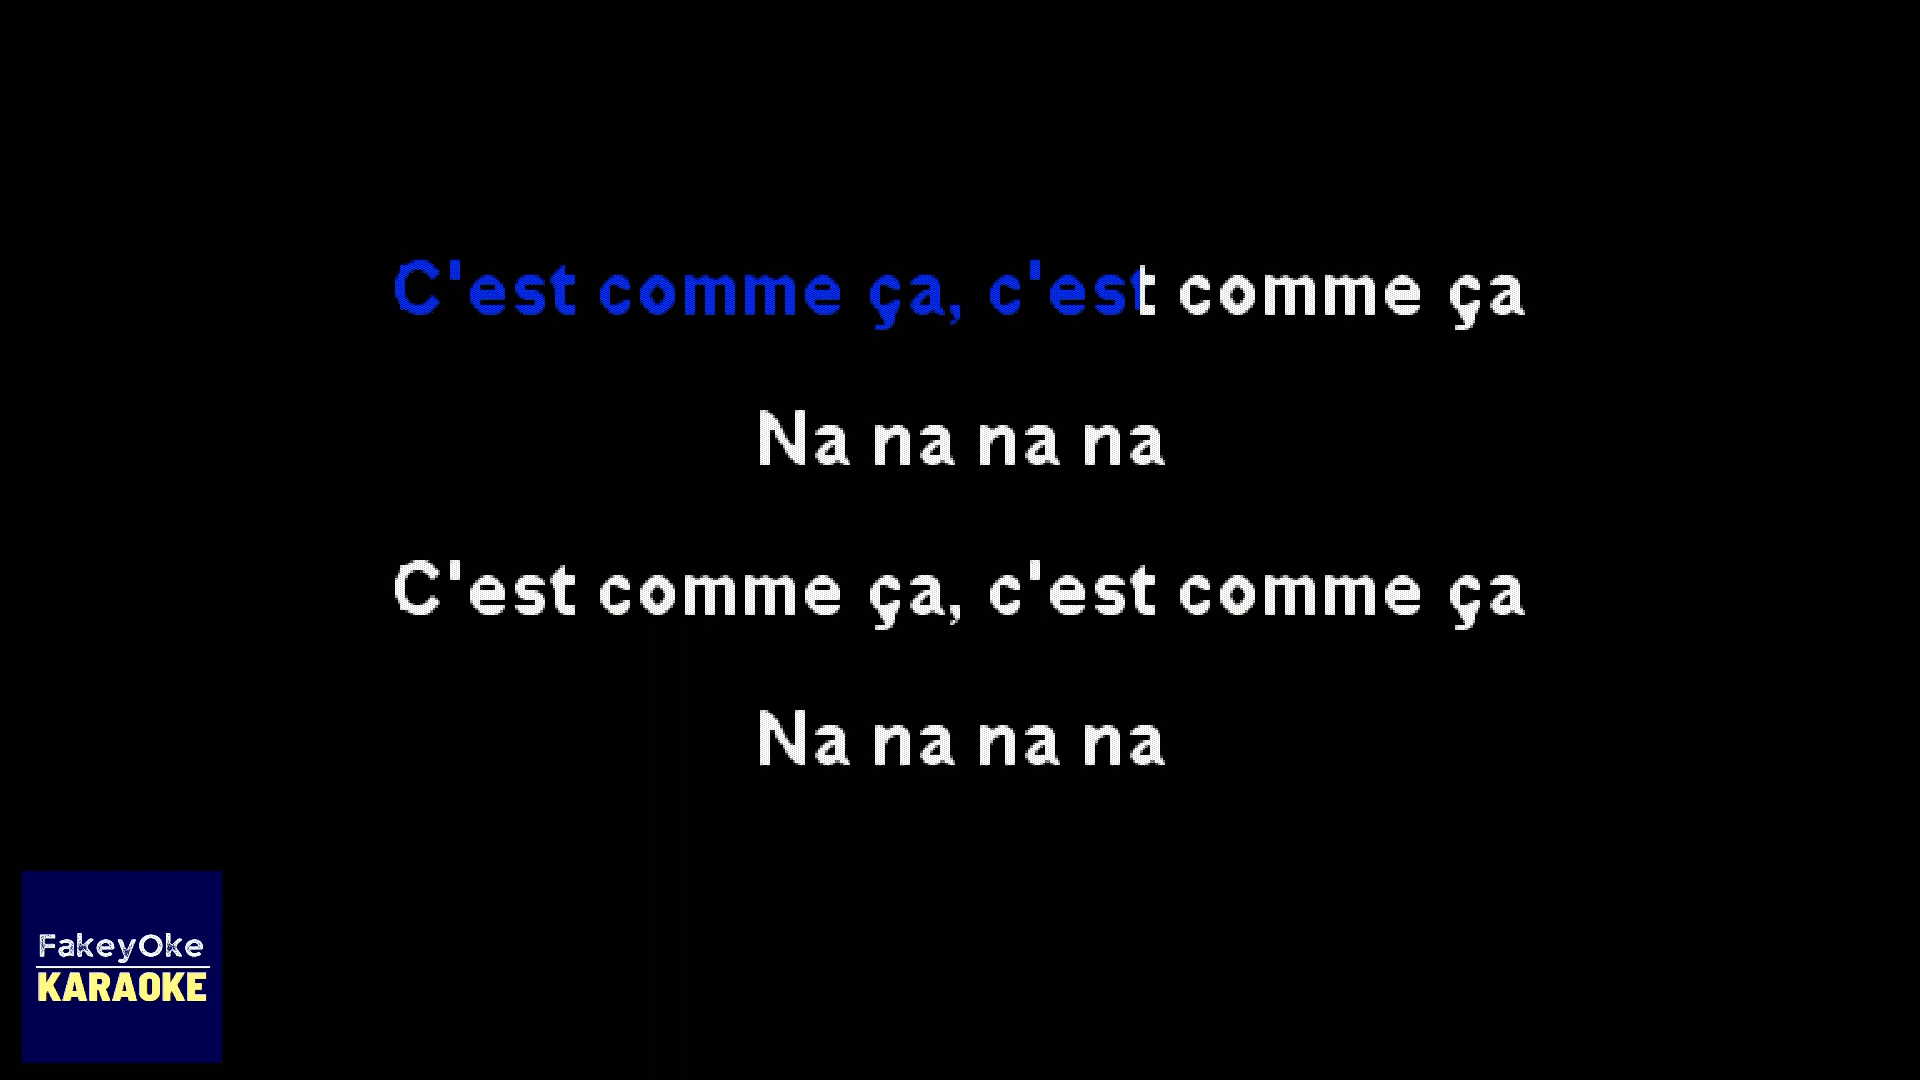 C'est comme ça, c'est comme ça
Na na na na
C'est comme ça, c'est comme ça
Na na na na
FakeyOke
KARAOKE